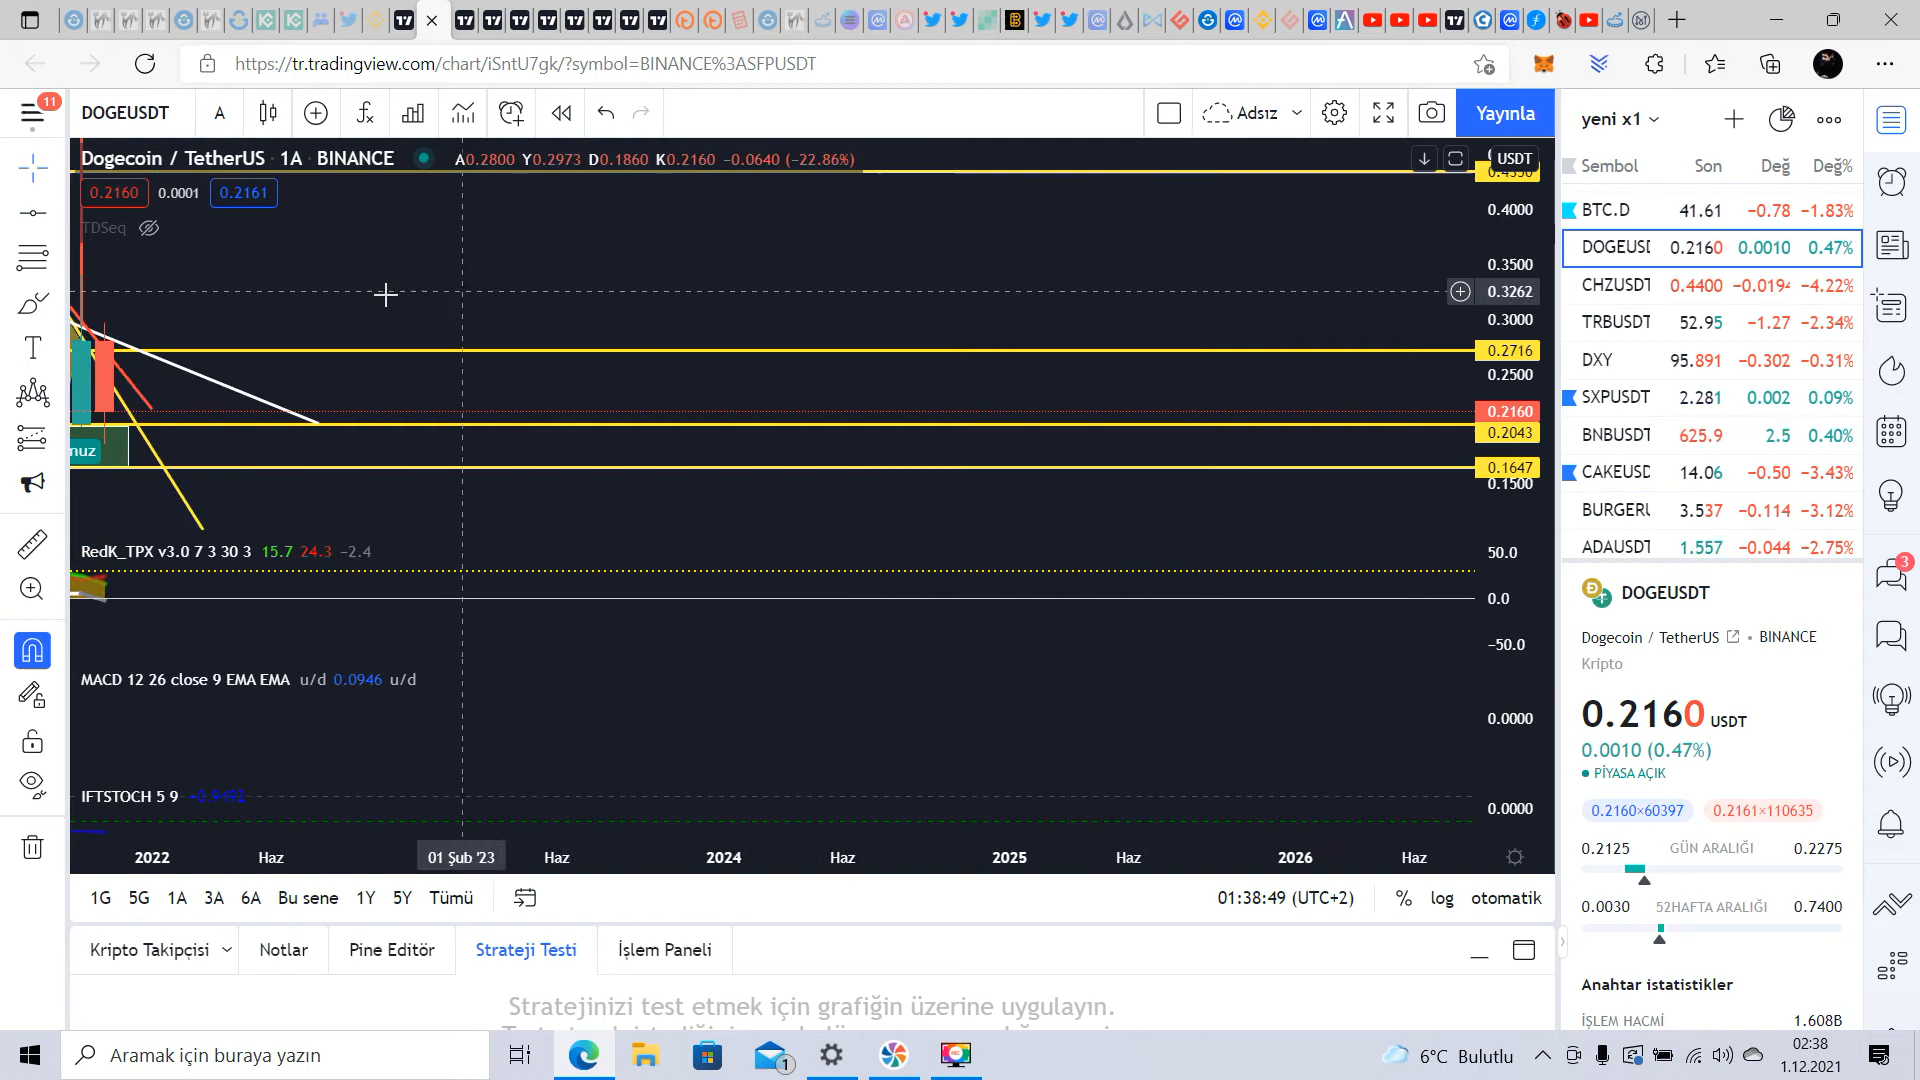 https://tr.tradingview.com/chart/iSntU7gk/?symbol=BINANCE%3ASFPUSDT
11
DOGEUSDT
A
Adsız
Yayınla
Dogecoin / TetherUS · 1A · BINANCE
A0.2800 Y0.2973 D0.1860 K0.2160 −0.0640 (−22.86%)
USDT
0.2160 0.0001 0.2161
TDSeq
0.4000
0.3500
0.3262
0.3000
0.2716
0.2500
0.2160
0.2043
0.1647
0.1500
muz
RedK_TPX v3.0 7 3 30 3 15.7 24.3 −2.4
50.0
0.0
−50.0
MACD 12 26 close 9 EMA EMA u/d 0.0946 u/d
0.0000
IFTSTOCH 5 9 −0.9492
0.0000
2022 Haz 01 Şub '23 Haz 2024 Haz 2025 Haz 2026 Haz
1G 5G 1A 3A 6A Bu sene 1Y 5Y Tümü
01:38:49 (UTC+2) % log otomatik
Kripto Takipçisi Notlar Pine Editör Strateji Testi İşlem Paneli
Stratejinizi test etmek için grafiğin üzerine uygulayın.
yeni x1
Sembol Son Değ Değ%
BTC.D 41.61 −0.78 −1.83%
DOGEUSD 0.2160 0.0010 0.47%
CHZUSDT 0.4400 −0.0194 −4.22%
TRBUSDT 52.95 −1.27 −2.34%
DXY 95.891 −0.302 −0.31%
SXPUSDT 2.281 0.002 0.09%
BNBUSDT 625.9 2.5 0.40%
CAKEUSD 14.06 −0.50 −3.43%
BURGERU 3.537 −0.114 −3.12%
ADAUSDT 1.557 −0.044 −2.75%
DOGEUSDT
Dogecoin / TetherUS • BINANCE
Kripto
0.2160 USDT
0.0010 (0.47%)
PİYASA AÇIK
0.2160×60397 0.2161×110635
0.2125 GÜN ARALIĞI 0.2275
0.0030 52HAFTA ARALIĞI 0.7400
Anahtar istatistikler
İŞLEM HACMİ 1.608B
3
Aramak için buraya yazın
1
6°C Bulutlu
02:38
1.12.2021